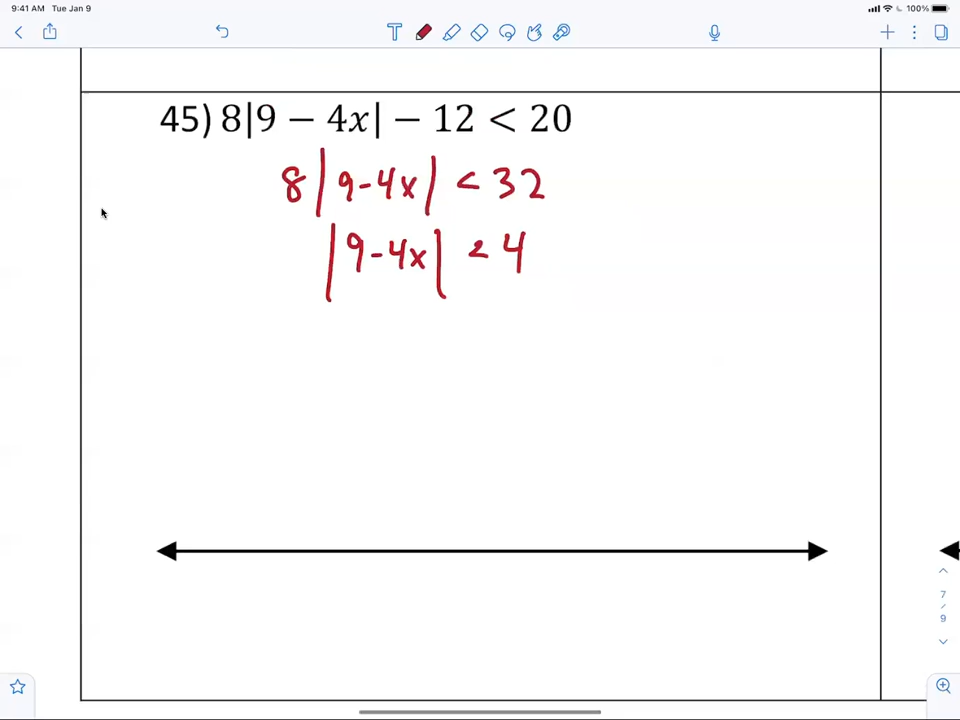 9:41 AM Tue Jan 9
100%
45) 8|9 − 4x| − 12 < 20
8|9-4x| < 32
|9-4x| < 4
7
/
9